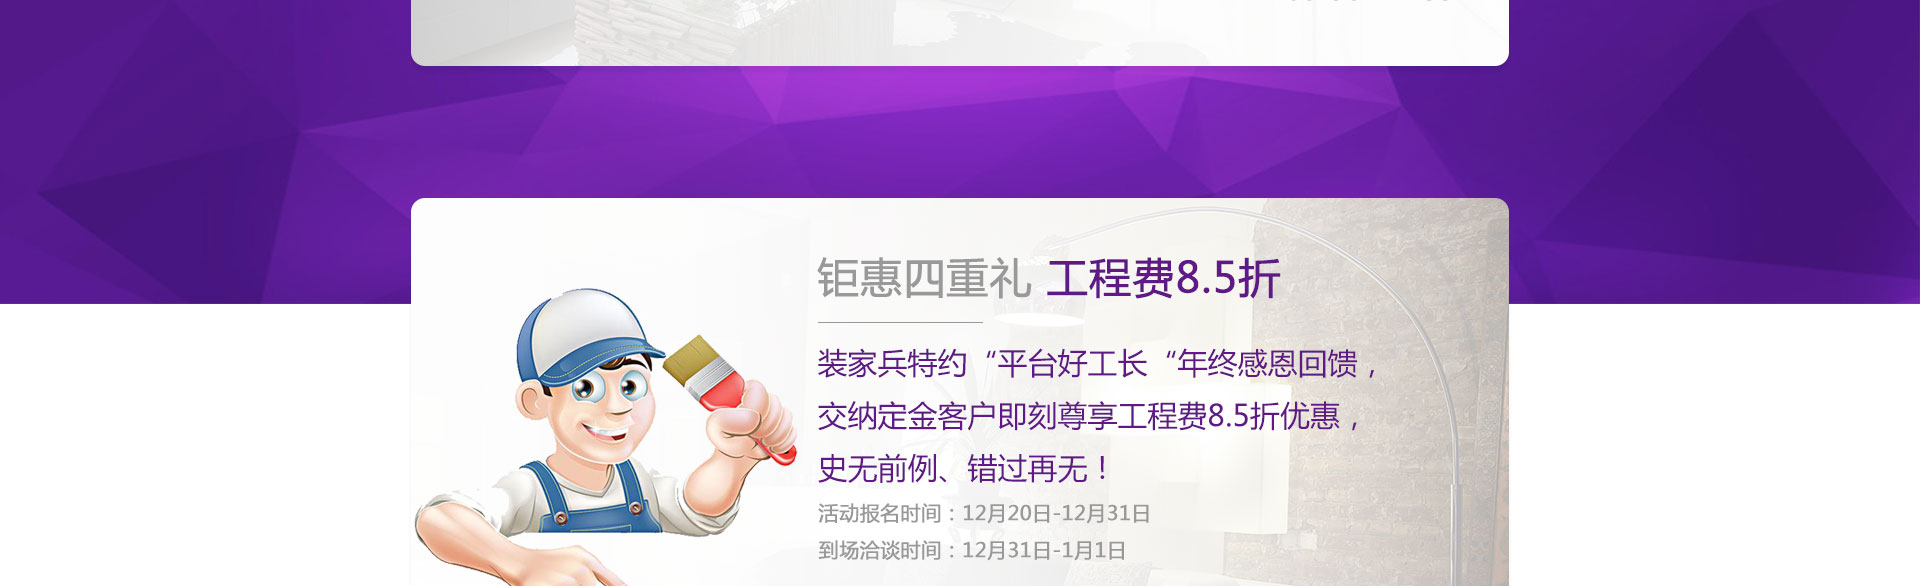 钜惠四重礼 工程费8.5折
装家兵特约“平台好工长“年终感恩回馈，
交纳定金客户即刻尊享工程费8.5折优惠，
史无前例、错过再无！
活动报名时间：12月20日-12月31日
到场洽谈时间：12月31日-1月1日